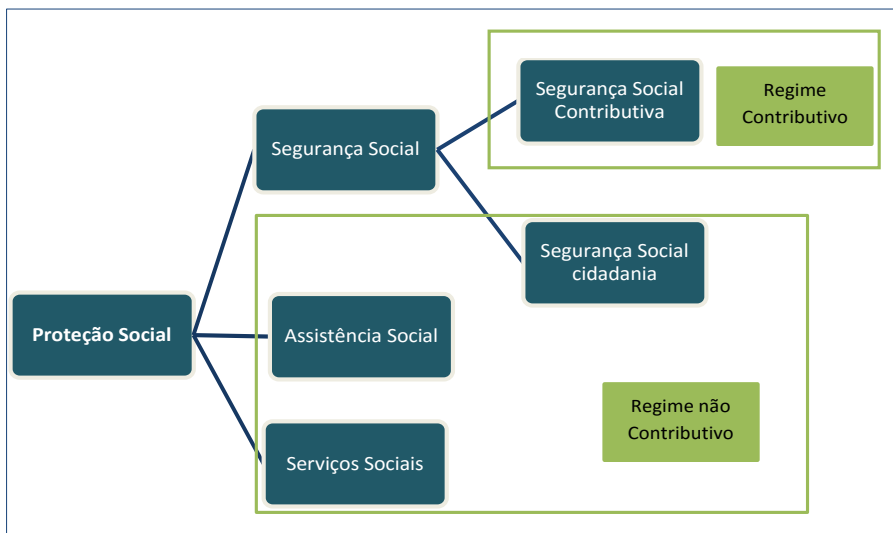 Segurança Social
Contributiva
Regime
Contributivo
Segurança Social
Segurança Social
cidadania
Proteção Social
Assistência Social
Regime não
Contributivo
Serviços Sociais